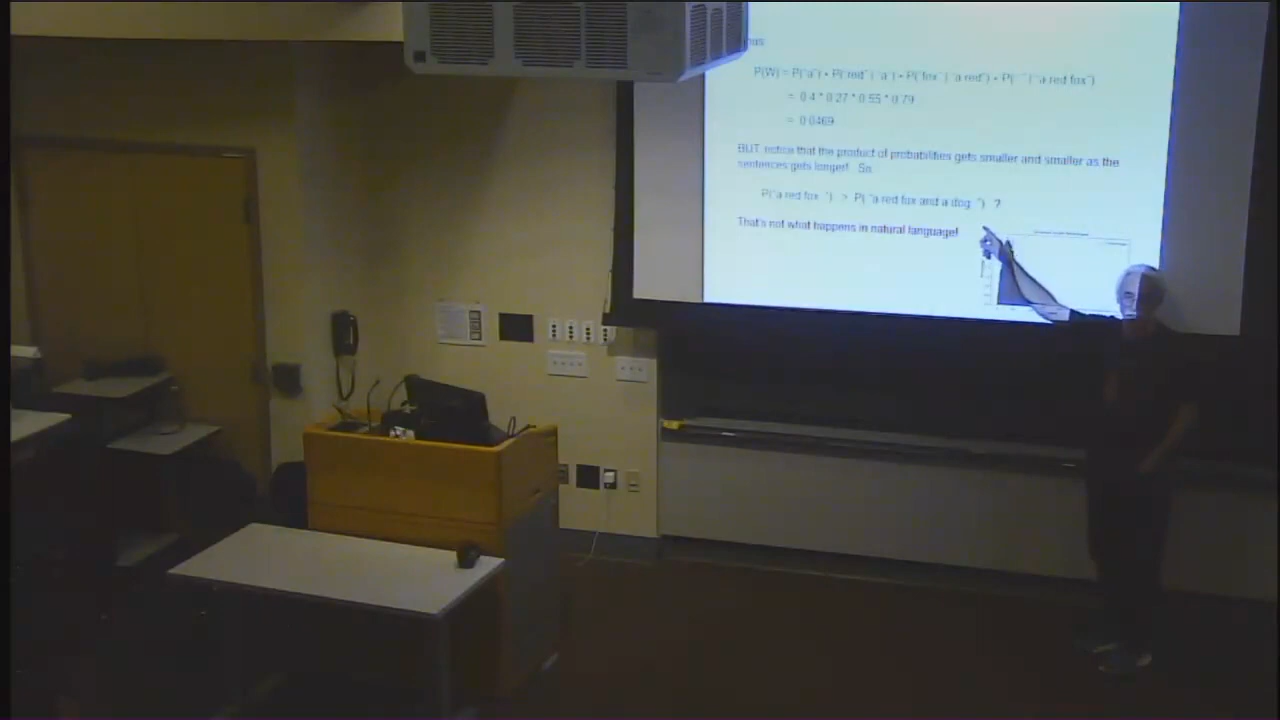 P(W) = P("a") * P("red" | "a") * P("fox" | "a red") * P("." | "a red fox")
= 0.4 * 0.27 * 0.55 * 0.79
= 0.0469
BUT notice that the product of probabilities gets smaller and smaller as the
sentences gets longer! So
P("a red fox .") > P("a red fox and a dog .") ?
That's not what happens in natural language!